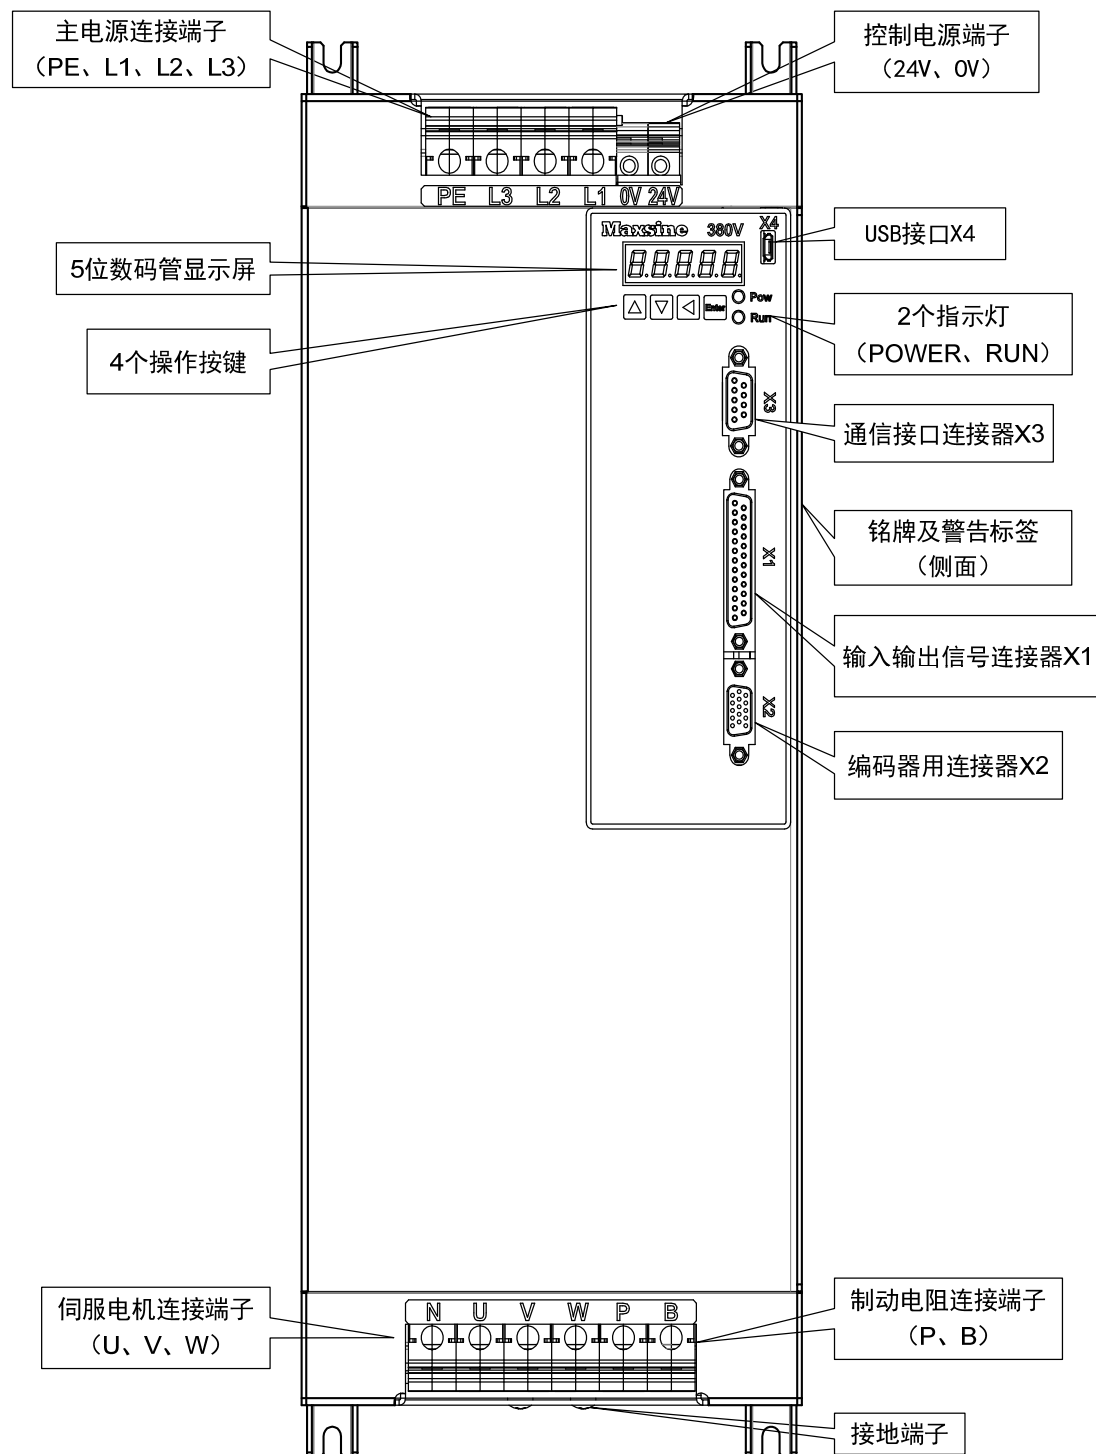 主电源连接端子
（PE、L1、L2、L3）
控制电源端子
（24V、0V）
PE L3 L2 L1 0V 24V
Maxsine 380V X4
USB接口X4
5位数码管显示屏
8.8.8.8.8.
Enter
Pow
Run
2个指示灯
（POWER、RUN）
4个操作按键
X3
通信接口连接器X3
铭牌及警告标签
（侧面）
X1
输入输出信号连接器X1
X2
编码器用连接器X2
伺服电机连接端子
（U、V、W）
N U V W P B
制动电阻连接端子
（P、B）
接地端子